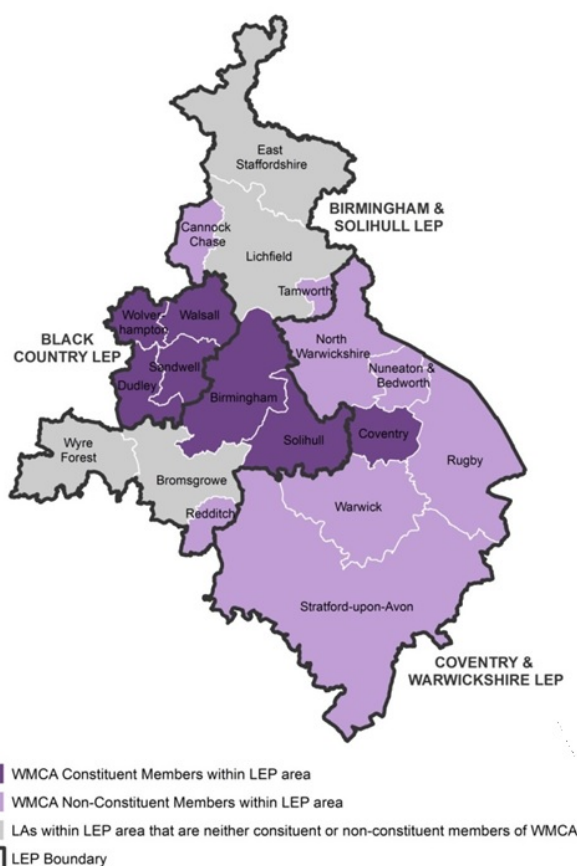 East
Staffordshire
BIRMINGHAM &
SOLIHULL LEP
Cannock
Chase
Lichfield
Tamworth
Wolver-
hampton
Walsall
BLACK
COUNTRY LEP
North
Warwickshire
Sandwell
Nuneaton &
Bedworth
Dudley
Birmingham
Solihull
Coventry
Wyre
Forest
Rugby
Bromsgrowe
Warwick
Redditch
Stratford-upon-Avon
COVENTRY &
WARWICKSHIRE LEP
WMCA Constituent Members within LEP area
WMCA Non-Constituent Members within LEP area
LAs within LEP area that are neither consituent or non-constituent members of WMCA
LEP Boundary